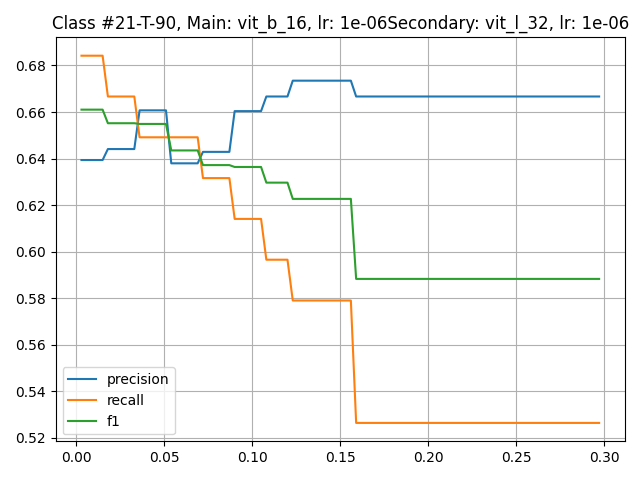 Class #21-T-90, Main: vit_b_16, lr: 1e-06Secondary: vit_l_32, lr: 1e-06
0.68
0.66
0.64
0.62
0.60
0.58
0.56
0.54
0.52
precision
recall
f1
0.00 0.05 0.10 0.15 0.20 0.25 0.30